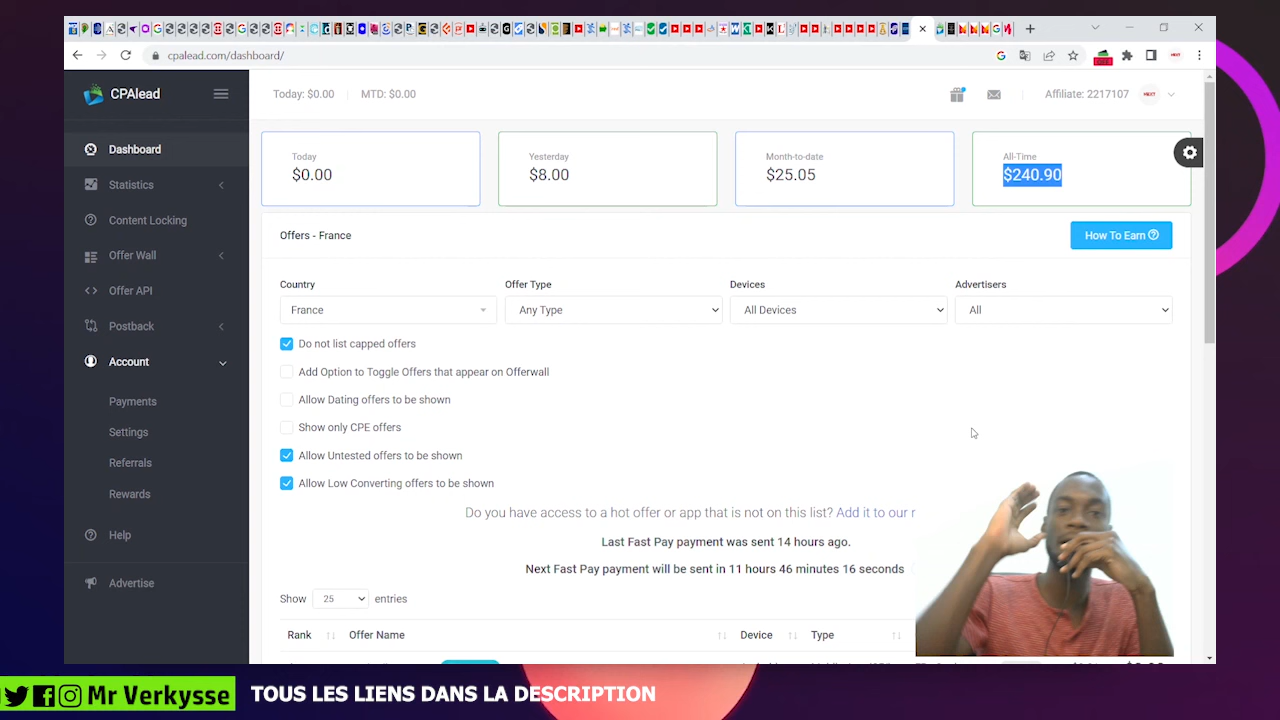 cpalead.com/dashboard/
CPAlead
Today: $0.00
MTD: $0.00
Affiliate: 2217107
Dashboard
Statistics
Content Locking
Offer Wall
Offer API
Postback
Account
Payments
Settings
Referrals
Rewards
Help
Advertise
Today
$0.00
Yesterday
$8.00
Month-to-date
$25.05
All-Time
$240.90
Offers - France
How To Earn
Country
France
Offer Type
Any Type
Devices
All Devices
Advertisers
All
Do not list capped offers
Add Option to Toggle Offers that appear on Offerwall
Allow Dating offers to be shown
Show only CPE offers
Allow Untested offers to be shown
Allow Low Converting offers to be shown
Do you have access to a hot offer or app that is not on this list? Add it to our r
Last Fast Pay payment was sent 14 hours ago.
Next Fast Pay payment will be sent in 11 hours 46 minutes 16 seconds
Show 25 entries
Rank Offer Name Device Type
Mr Verkysse
TOUS LES LIENS DANS LA DESCRIPTION